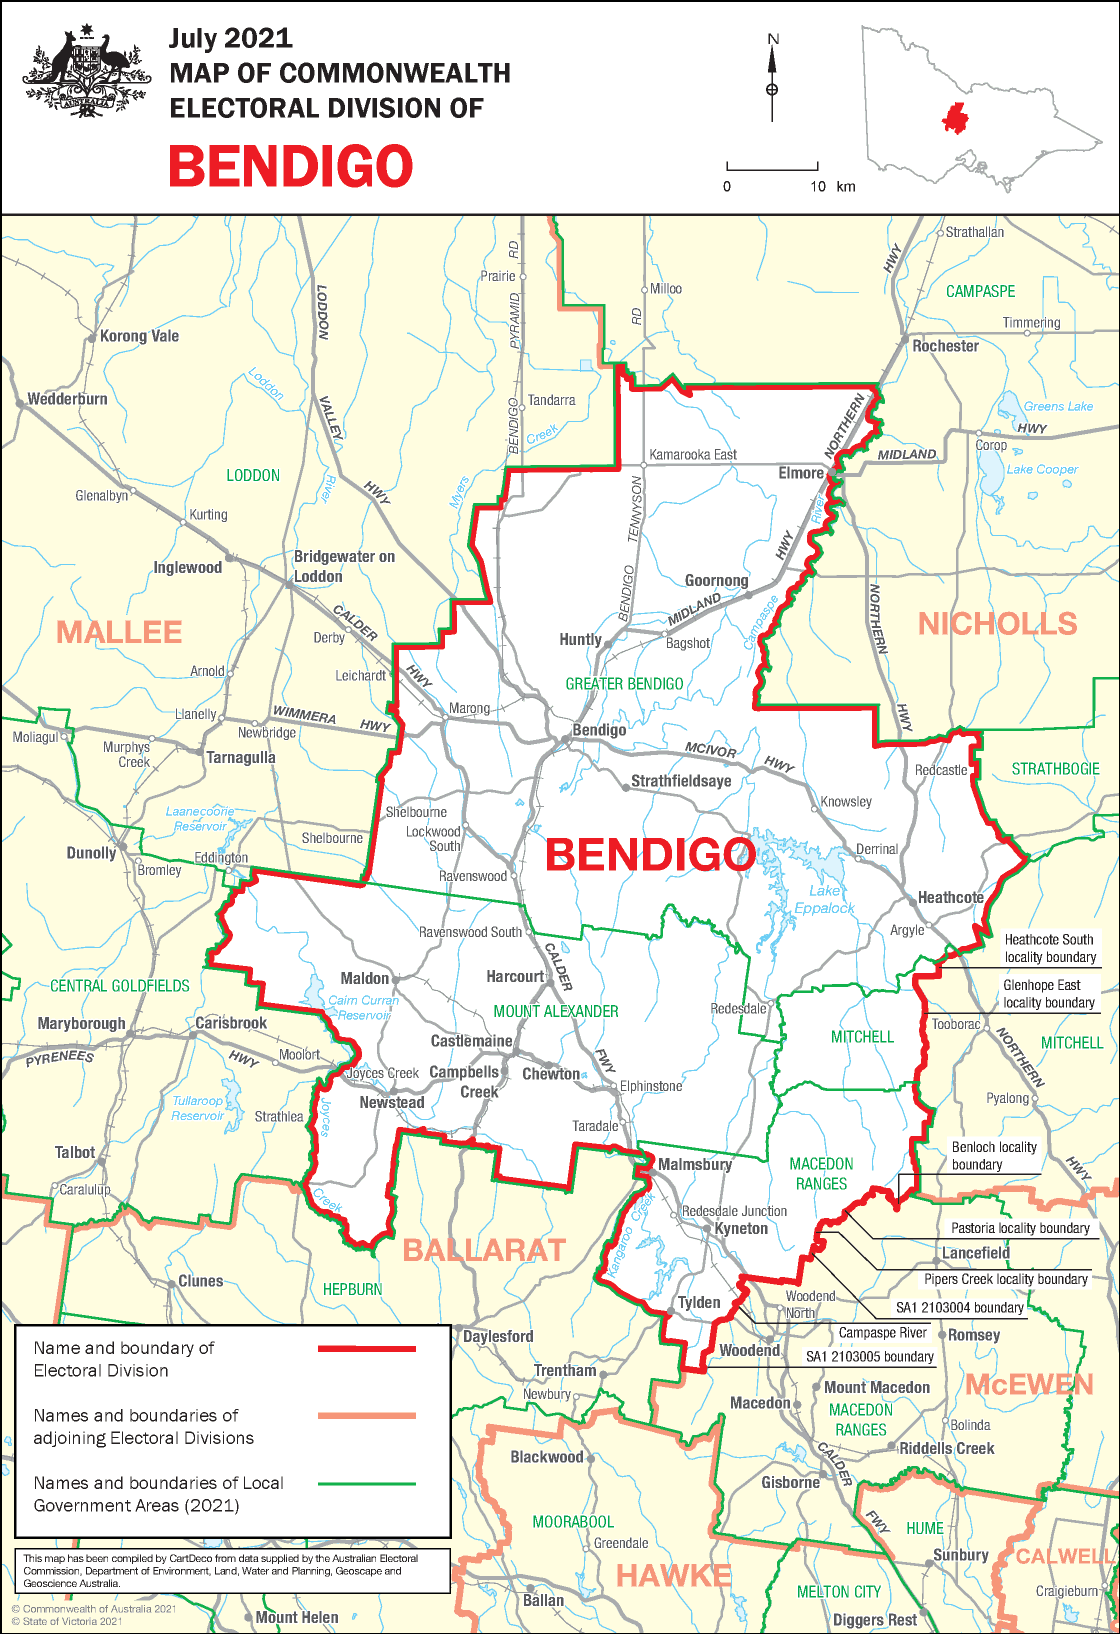 July 2021
MAP OF COMMONWEALTH
ELECTORAL DIVISION OF
BENDIGO
AUSTRALIA
N
0 10 km
Strathallan
HWY
RD
Prairie
CAMPASPE
Milloo
LODDON
PYRAMID
RD
Timmering
Korong Vale
Rochester
Loddon
Wedderburn
Tandarra
Greens Lake
VALLEY
BENDIGO
Creek
NORTHERN
HWY
Corop
MIDLAND
Kamarooka East
Elmore
Lake Cooper
LODDON
River
HWY
Myers
Glenalbyn
Kurting
TENNYSON
River
Inglewood
Bridgewater on
Loddon
HWY
Goornong
BENDIGO
MIDLAND
Campaspe
NORTHERN
NICHOLLS
MALLEE
CALDER
Derby
Huntly
Bagshot
Arnold
Leichardt
HWY
GREATER BENDIGO
Llanelly
WIMMERA
HWY
Marong
HWY
Moliagul
Newbridge
Bendigo
Murphys
Creek
Tarnagulla
MCIVOR
HWY
Redcastle
STRATHBOGIE
Strathfieldsaye
Knowsley
Laanecoorie
Reservoir
Shelbourne
Lockwood
South
Shelbourne
BENDIGO
Derrinal
Dunolly
Eddington
Bromley
Ravenswood
Lake
Eppalock
Heathcote
Argyle
Ravenswood South
Heathcote South
locality boundary
CALDER
Maldon
Harcourt
CENTRAL GOLDFIELDS
Glenhope East
locality boundary
Cairn Curran
Reservoir
MOUNT ALEXANDER
Redesdale
Maryborough
Carisbrook
Tooborac
MITCHELL
MITCHELL
Castlemaine
PYRENEES
HWY
Moolort
NORTHERN
FWY
Joyces Creek
Campbells
Creek
Chewton
Elphinstone
Newstead
Tullaroop
Reservoir
Strathlea
Joyces
Pyalong
Taradale
Talbot
Benloch locality
boundary
HWY
Malmsbury
MACEDON
RANGES
Caralulup
Creek
Kangaroo Creek
Redesdale Junction
Kyneton
Pastoria locality boundary
BALLARAT
Lancefield
Clunes
HEPBURN
Pipers Creek locality boundary
Woodend
North
SA1 2103004 boundary
Tylden
Campaspe River
Romsey
Daylesford
Woodend
SA1 2103005 boundary
Name and boundary of
Electoral Division
Trentham
McEWEN
Newbury
Mount Macedon
Macedon
MACEDON
RANGES
Names and boundaries of
adjoining Electoral Divisions
Bolinda
Riddells Creek
Blackwood
CALDER
Gisborne
Names and boundaries of Local
Government Areas (2021)
MOORABOOL
FWY
HUME
Greendale
Sunbury
CALWELL
This map has been compiled by CartDeco from data supplied by the Australian Electoral
Commission, Department of Environment, Land, Water and Planning, Geoscape and
Geoscience Australia.
HAWKE
MELTON CITY
Craigieburn
Ballan
© Commonwealth of Australia 2021
© State of Victoria 2021
Mount Helen
Diggers Rest